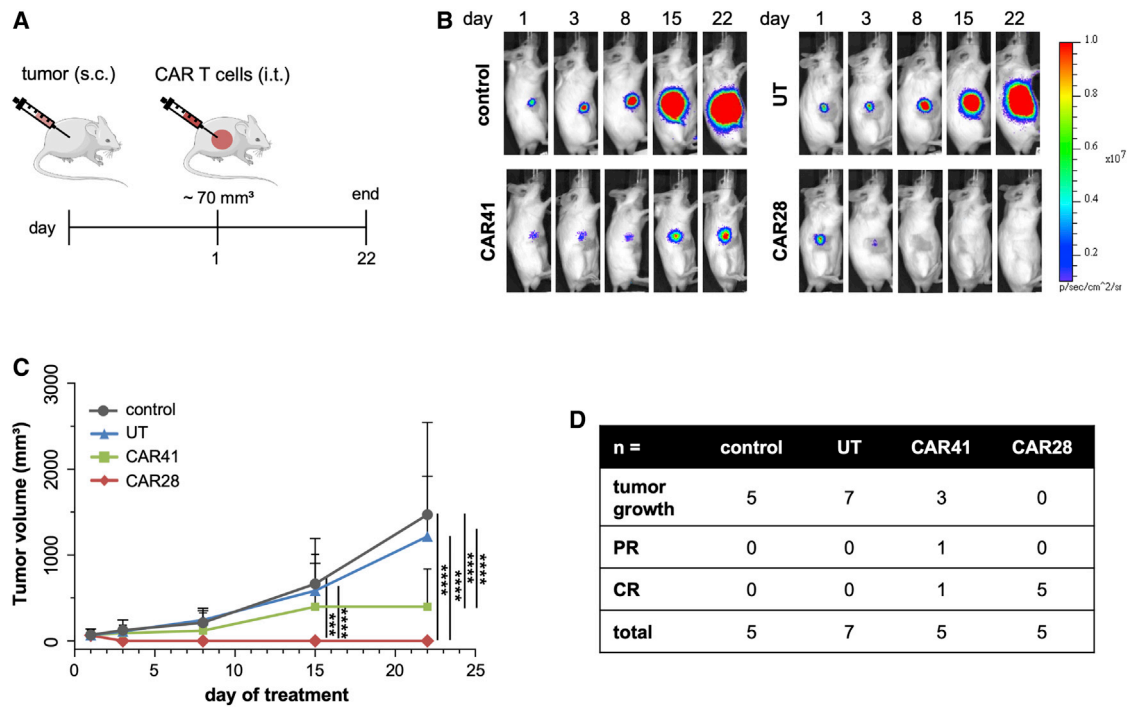 A
tumor (s.c.)
CAR T cells (i.t.)
~ 70 mm³
end
day
1
22
B
day 1 3 8 15 22
control
CAR41
day 1 3 8 15 22
UT
CAR28
1.0
0.8
x10⁷
0.6
0.4
0.2
p/sec/cm^2/sr
C
Tumor volume (mm³)
3000
2000
1000
0
control
UT
CAR41
CAR28
***
****
****
****
****
****
0 5 10 15 20 25
day of treatment
D
n = control UT CAR41 CAR28
tumor
growth 5 7 3 0
PR 0 0 1 0
CR 0 0 1 5
total 5 7 5 5